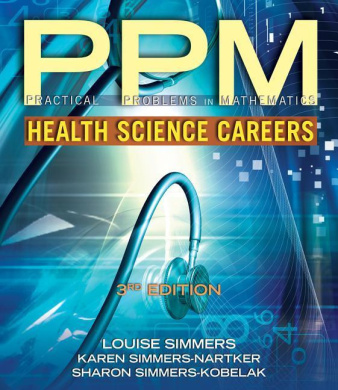 PPM
PRACTICAL PROBLEMS IN MATHEMATICS
HEALTH SCIENCE CAREERS
3RD EDITION
LOUISE SIMMERS
KAREN SIMMERS-NARTKER
SHARON SIMMERS-KOBELAK